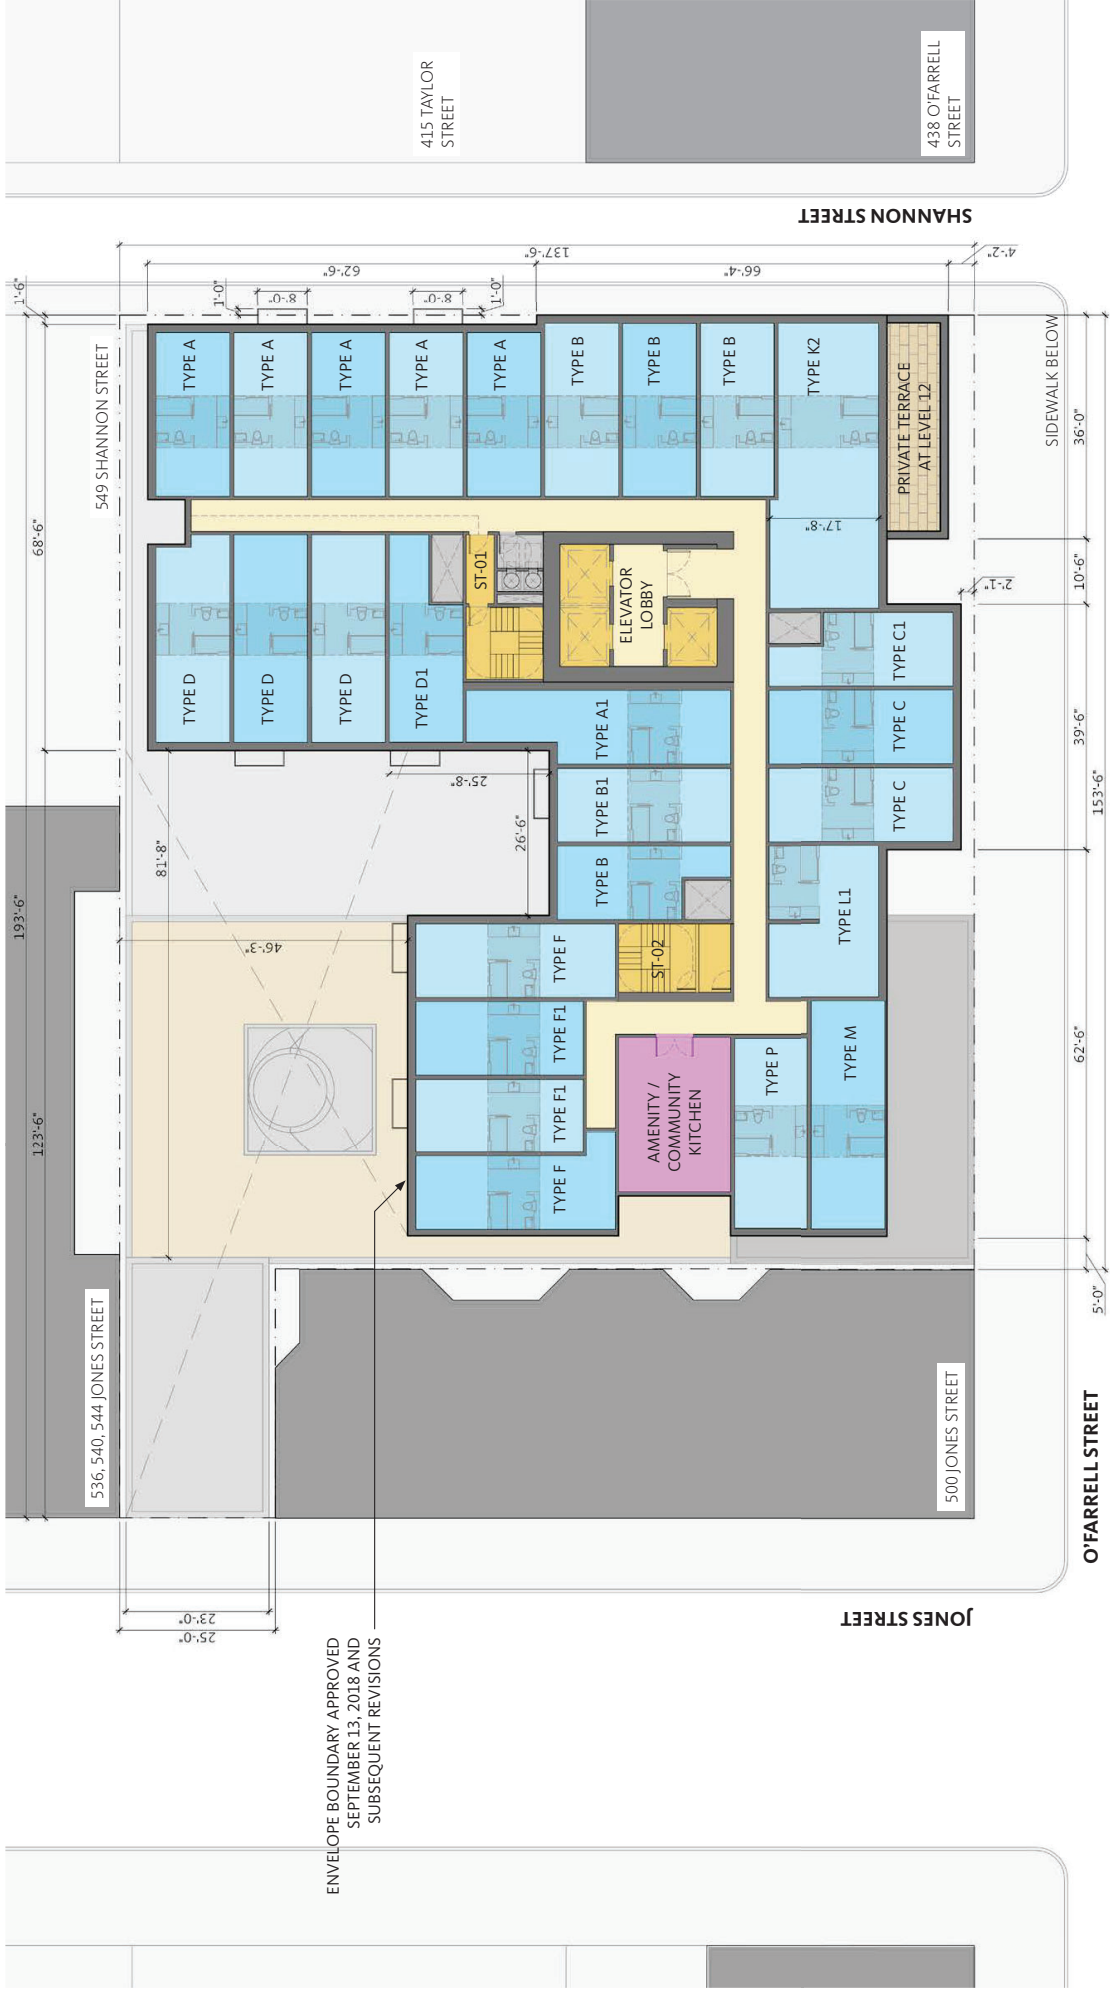 415 TAYLOR
STREET
438 O'FARRELL
STREET
SHANNON STREET
137'-6"
62'-6"
66'-4"
4'-2"
1'-6"
1'-0"
8'-0"
8'-0"
1'-0"
549 SHANNON STREET
SIDEWALK BELOW
68'-6"
36'-0"
TYPE A
TYPE A
TYPE A
TYPE A
TYPE A
TYPE B
TYPE B
TYPE B
TYPE K2
PRIVATE TERRACE
AT LEVEL 12
17'-8"
10'-6"
2'-1"
ST-01
ELEVATOR
LOBBY
TYPE D
TYPE D
TYPE D
TYPE D1
TYPE A1
TYPE B1
TYPE B
TYPE C1
TYPE C
TYPE C
39'-6"
153'-6"
25'-8"
26'-6"
81'-8"
193'-6"
46'-3"
TYPE L1
ST-02
TYPE F
TYPE F1
TYPE F1
TYPE F
AMENITY /
COMMUNITY
KITCHEN
TYPE P
TYPE M
62'-6"
123'-6"
5'-0"
536, 540, 544 JONES STREET
500 JONES STREET
O'FARRELL STREET
23'-0"
25'-0"
JONES STREET
ENVELOPE BOUNDARY APPROVED
SEPTEMBER 13, 2018 AND
SUBSEQUENT REVISIONS